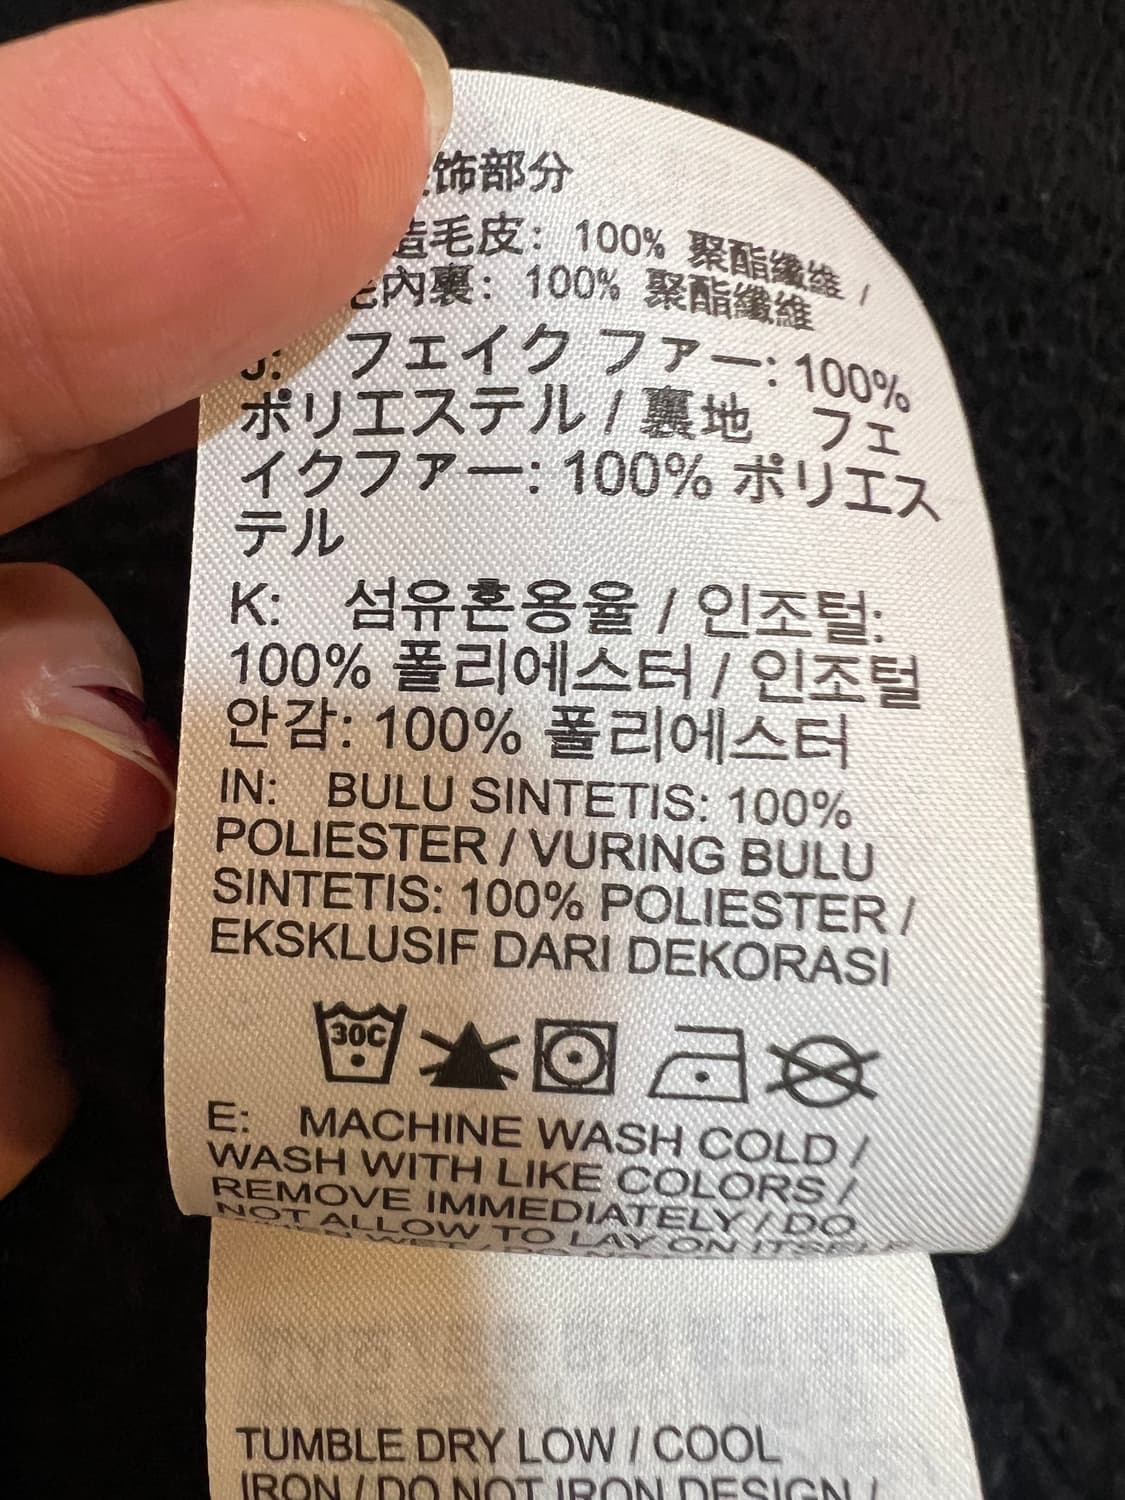 饰部分
造毛皮: 100% 聚酯纖維 /
毛內裏: 100% 聚酯纖維
J: フェイク ファー: 100%
ポリエステル / 裏地 フェ
イクファー: 100% ポリエス
テル
K: 섬유혼용율 / 인조털:
100% 폴리에스터 / 인조털
안감: 100% 폴리에스터
IN: BULU SINTETIS: 100%
POLIESTER / VURING BULU
SINTETIS: 100% POLIESTER /
EKSKLUSIF DARI DEKORASI
30C
E: MACHINE WASH COLD /
WASH WITH LIKE COLORS /
REMOVE IMMEDIATELY / DO
NOT ALLOW TO LAY ON ITSELF
WHEN WET / DO
TUMBLE DRY LOW / COOL
IRON / DO NOT IRON DESIGN /